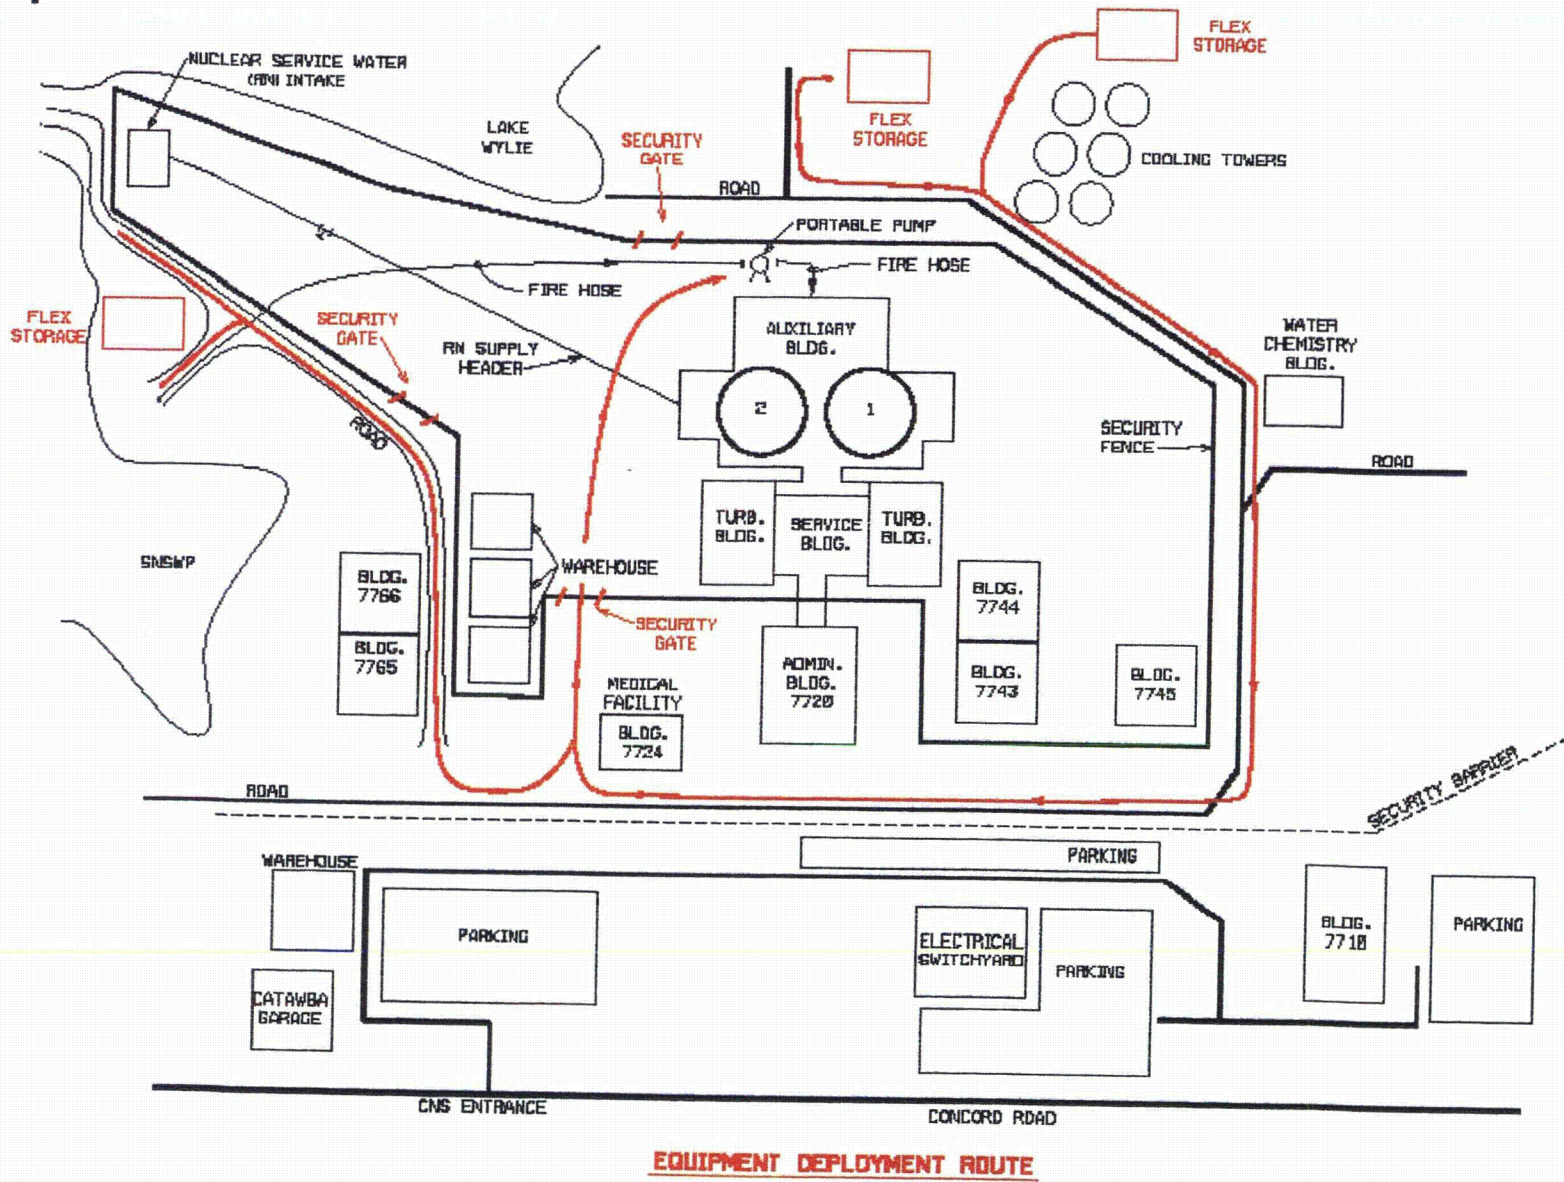 FLEX
STORAGE
NUCLEAR SERVICE WATER
(RN) INTAKE
LAKE
WYLIE
SECURITY
GATE
FLEX
STORAGE
COOLING TOWERS
ROAD
PORTABLE PUMP
FIRE HOSE
FIRE HOSE
FLEX
STORAGE
SECURITY
GATE
RN SUPPLY
HEADER
AUXILIARY
BLDG.
WATER
CHEMISTRY
BLDG.
2
1
ROAD
SECURITY
FENCE
ROAD
TURB.
BLDG.
SERVICE
BLDG.
TURB.
BLDG.
SNSWP
WAREHOUSE
BLDG.
7766
BLDG.
7765
BLDG.
7744
BLDG.
7743
BLDG.
7745
SECURITY
GATE
ADMIN.
BLDG.
7720
MEDICAL
FACILITY
BLDG.
7724
ROAD
SECURITY BARRIER
WAREHOUSE
PARKING
PARKING
ELECTRICAL
SWITCHYARD
PARKING
BLDG.
7710
PARKING
CATAWBA
GARAGE
CNS ENTRANCE
CONCORD ROAD
EQUIPMENT DEPLOYMENT ROUTE